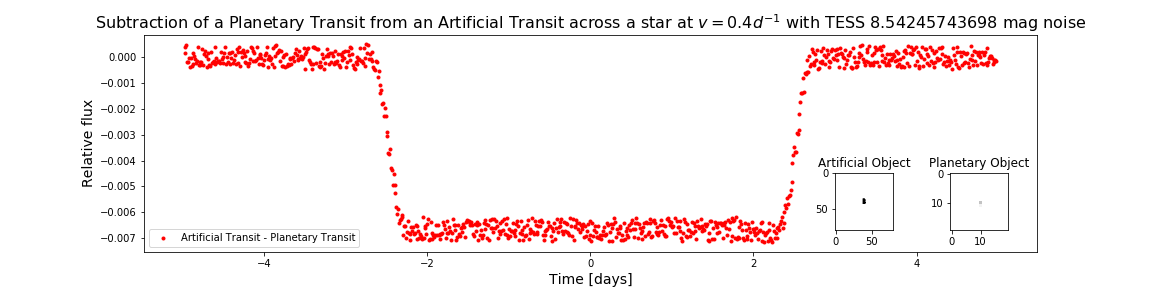 Subtraction of a Planetary Transit from an Artificial Transit across a star at v = 0.4d⁻¹ with TESS 8.54245743698 mag noise
Relative flux
0.000
−0.001
−0.002
−0.003
−0.004
−0.005
−0.006
−0.007
Artificial Transit - Planetary Transit
Artificial Object
0
50
0 50
Planetary Object
0
10
0 10
−4 −2 0 2 4
Time [days]